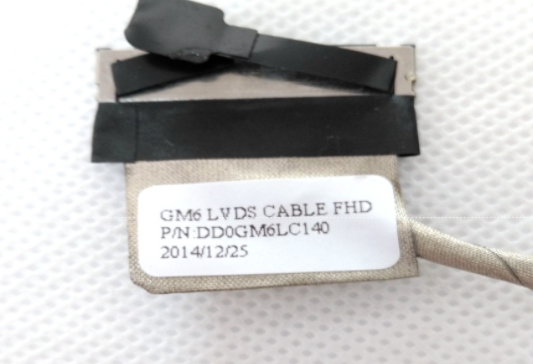 GM6 LVDS CABLE FHD
P/N:DD0GM6LC140
2014/12/25